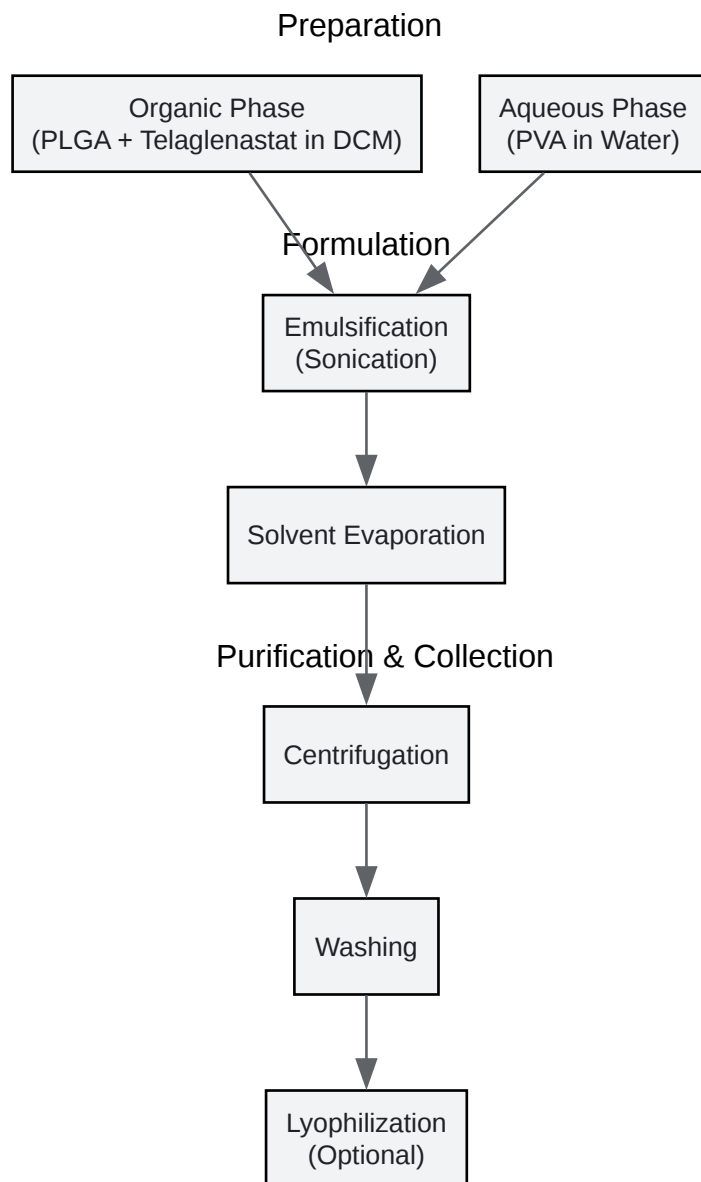 Preparation
Organic Phase
(PLGA + Telaglenastat in DCM)
Aqueous Phase
(PVA in Water)
Formulation
Emulsification
(Sonication)
Solvent Evaporation
Purification & Collection
Centrifugation
Washing
Lyophilization
(Optional)